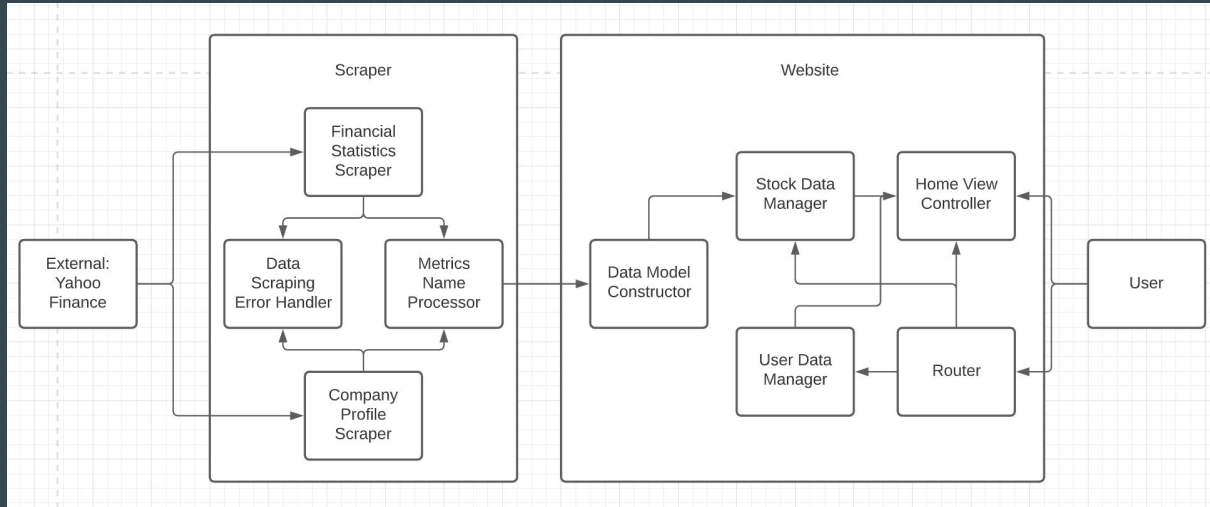 Scraper
Website
Financial
Statistics
Scraper
Stock Data
Manager
Home View
Controller
External:
Yahoo
Finance
Data
Scraping
Error Handler
Metrics
Name
Processor
Data Model
Constructor
User
User Data
Manager
Router
Company
Profile
Scraper